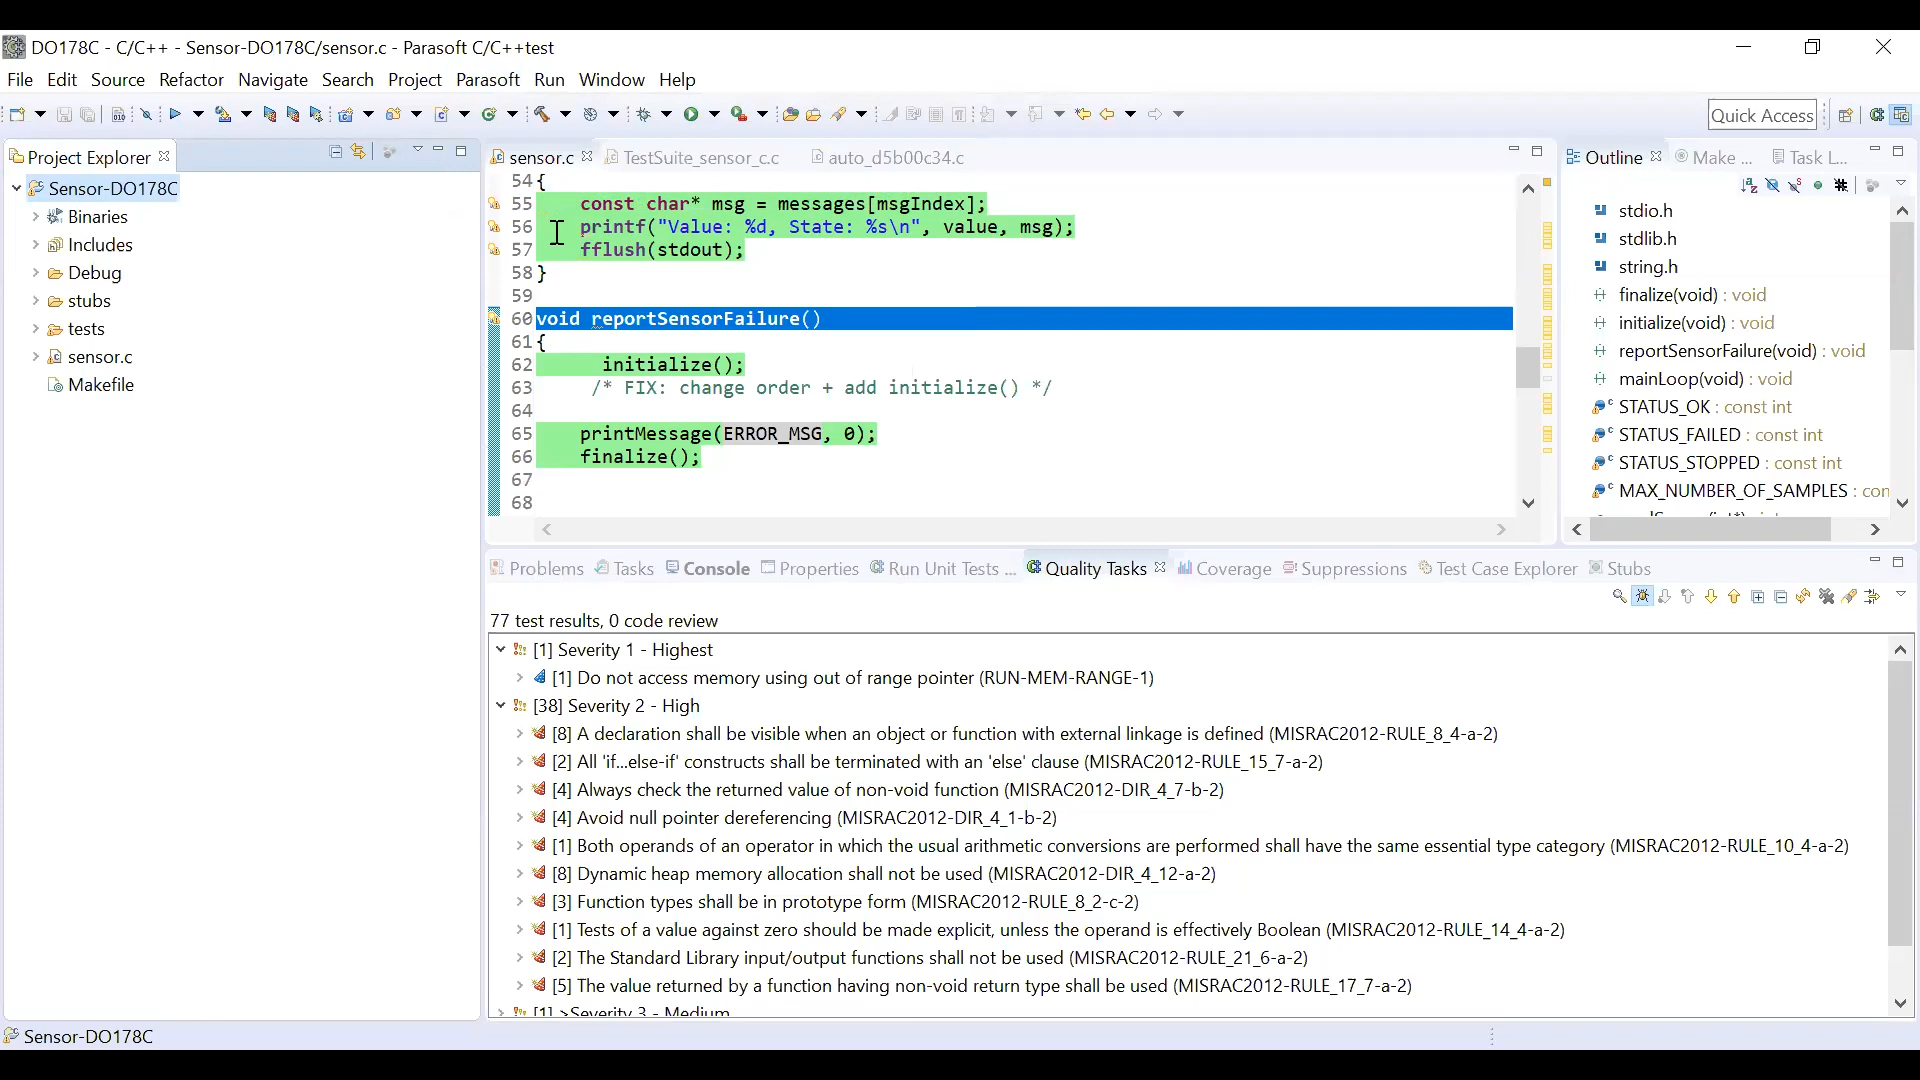 DO178C - C/C++ - Sensor-DO178C/sensor.c - Parasoft C/C++test
File Edit Source Refactor Navigate Search Project Parasoft Run Window Help
Quick Access
Project Explorer
Sensor-DO178C
Binaries
Includes
Debug
stubs
tests
sensor.c
Makefile
sensor.c TestSuite_sensor_c.c auto_d5b00c34.c
54 {
55 const char* msg = messages[msgIndex];
56 printf("Value: %d, State: %s\n", value, msg);
57 fflush(stdout);
58 }
59
60 void reportSensorFailure()
61 {
62 initialize();
63 /* FIX: change order + add initialize() */
64
65 printMessage(ERROR_MSG, 0);
66 finalize();
67
68
Outline Make ... Task L...
stdio.h
stdlib.h
string.h
finalize(void) : void
initialize(void) : void
reportSensorFailure(void) : void
mainLoop(void) : void
STATUS_OK : const int
STATUS_FAILED : const int
STATUS_STOPPED : const int
MAX_NUMBER_OF_SAMPLES : con
Problems Tasks Console Properties Run Unit Tests ... Quality Tasks Coverage Suppressions Test Case Explorer Stubs
77 test results, 0 code review
[1] Severity 1 - Highest
[1] Do not access memory using out of range pointer (RUN-MEM-RANGE-1)
[38] Severity 2 - High
[8] A declaration shall be visible when an object or function with external linkage is defined (MISRAC2012-RULE_8_4-a-2)
[2] All 'if...else-if' constructs shall be terminated with an 'else' clause (MISRAC2012-RULE_15_7-a-2)
[4] Always check the returned value of non-void function (MISRAC2012-DIR_4_7-b-2)
[4] Avoid null pointer dereferencing (MISRAC2012-DIR_4_1-b-2)
[1] Both operands of an operator in which the usual arithmetic conversions are performed shall have the same essential type category (MISRAC2012-RULE_10_4-a-2)
[8] Dynamic heap memory allocation shall not be used (MISRAC2012-DIR_4_12-a-2)
[3] Function types shall be in prototype form (MISRAC2012-RULE_8_2-c-2)
[1] Tests of a value against zero should be made explicit, unless the operand is effectively Boolean (MISRAC2012-RULE_14_4-a-2)
[2] The Standard Library input/output functions shall not be used (MISRAC2012-RULE_21_6-a-2)
[5] The value returned by a function having non-void return type shall be used (MISRAC2012-RULE_17_7-a-2)
[1] >Severity 3 - Medium
Sensor-DO178C